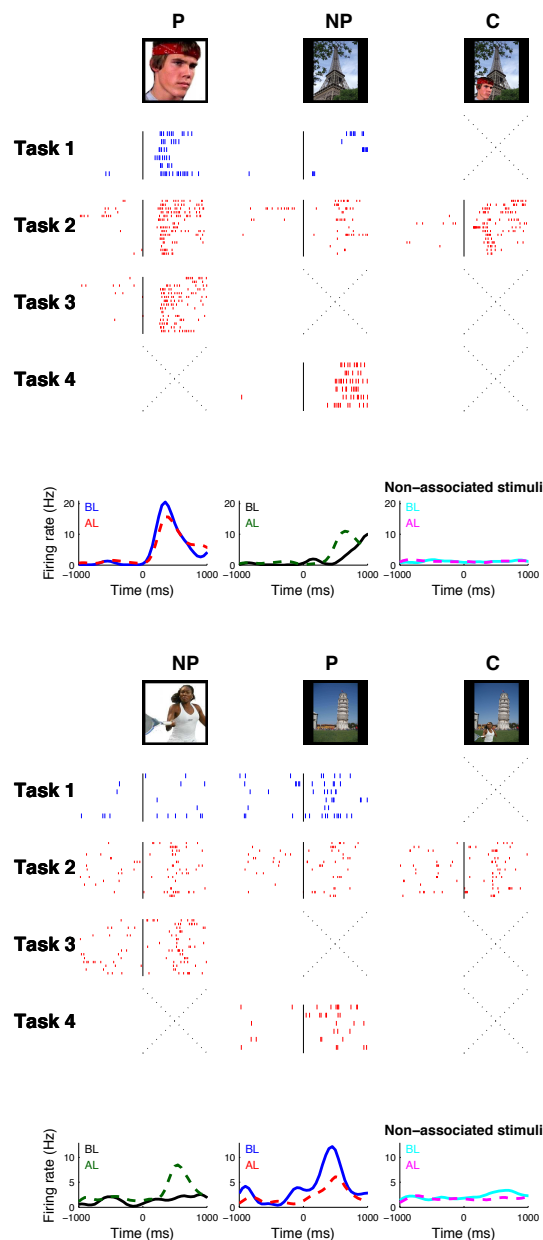 P NP C
Task 1
Task 2
Task 3
Task 4
Non−associated stimuli
Firing rate (Hz)
BL
AL
BL
AL
BL
AL
20
10
0
20
10
0
20
10
0
−1000 0 1000
−1000 0 1000
−1000 0 1000
Time (ms) Time (ms) Time (ms)
NP P C
Task 1
Task 2
Task 3
Task 4
Non−associated stimuli
Firing rate (Hz)
BL
AL
BL
AL
BL
AL
10
5
0
10
5
0
10
5
0
−1000 0 1000
−1000 0 1000
−1000 0 1000
Time (ms) Time (ms) Time (ms)